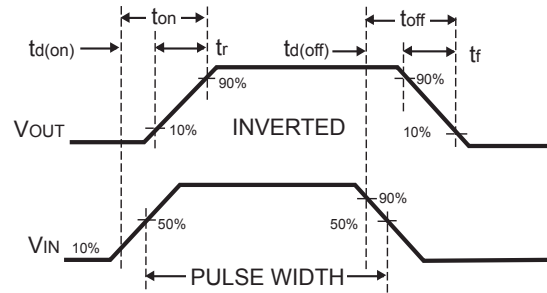 ton toff
td(on) tr td(off) tf
90% 90%
VOUT 10% INVERTED 10%
90%
50% 50%
VIN 10%
PULSE WIDTH